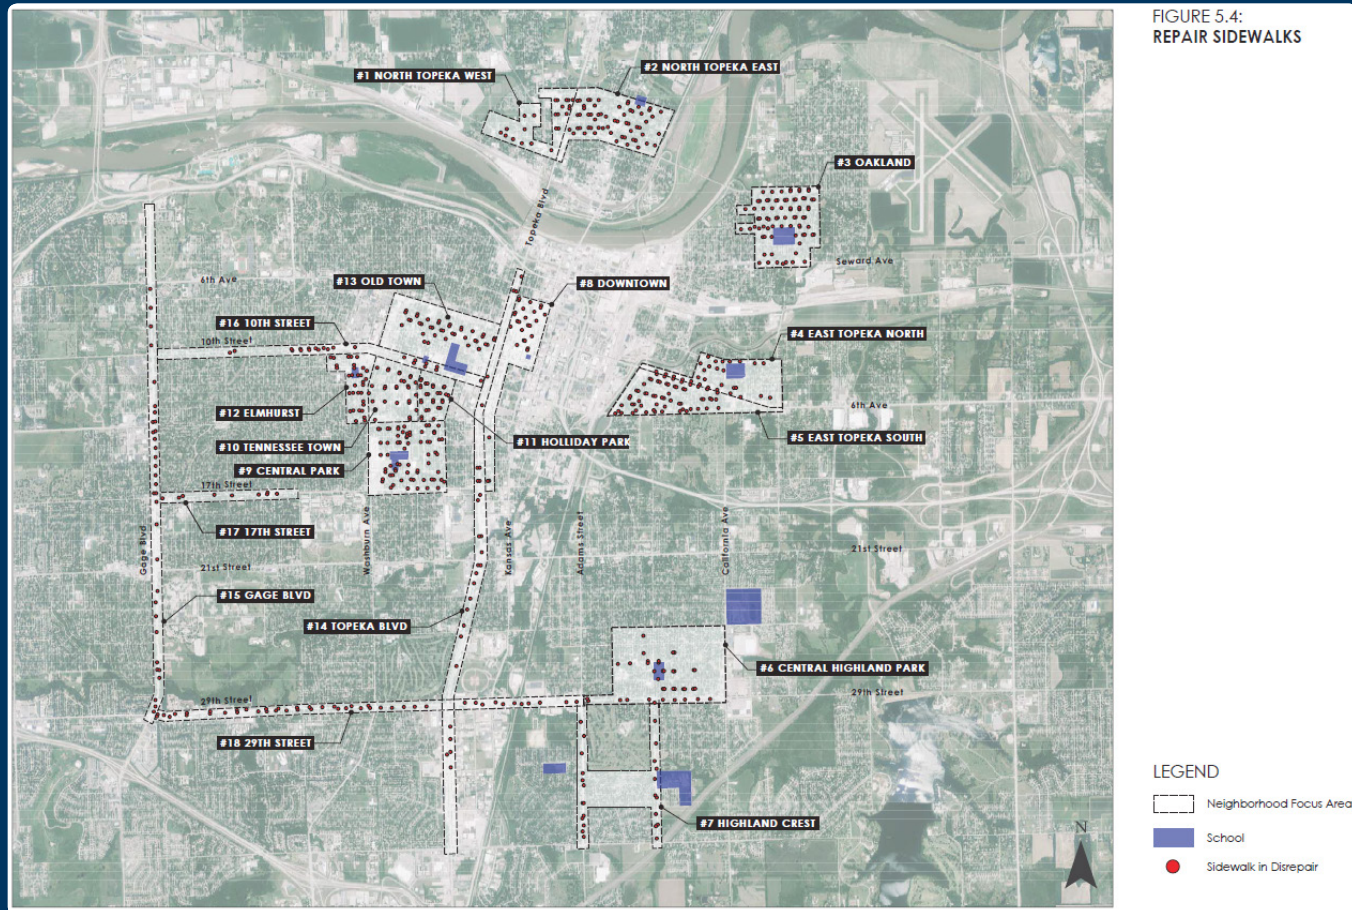 FIGURE 5.4:
REPAIR SIDEWALKS
#1 NORTH TOPEKA WEST
#2 NORTH TOPEKA EAST
#3 OAKLAND
Topeka Blvd
Seward Ave
6th Ave
#13 OLD TOWN
#8 DOWNTOWN
#16 10TH STREET
10th Street
#4 EAST TOPEKA NORTH
#12 ELMHURST
6th Ave
#10 TENNESSEE TOWN
#11 HOLLIDAY PARK
#5 EAST TOPEKA SOUTH
#9 CENTRAL PARK
17th Street
#17 17TH STREET
Gage Blvd
Washburn Ave
Kansas Ave
Adams Street
California Ave
21st Street
21st Street
#15 GAGE BLVD
#14 TOPEKA BLVD
#6 CENTRAL HIGHLAND PARK
29th Street
29th Street
#18 29TH STREET
#7 HIGHLAND CREST
N
LEGEND
Neighborhood Focus Area
School
Sidewalk in Disrepair